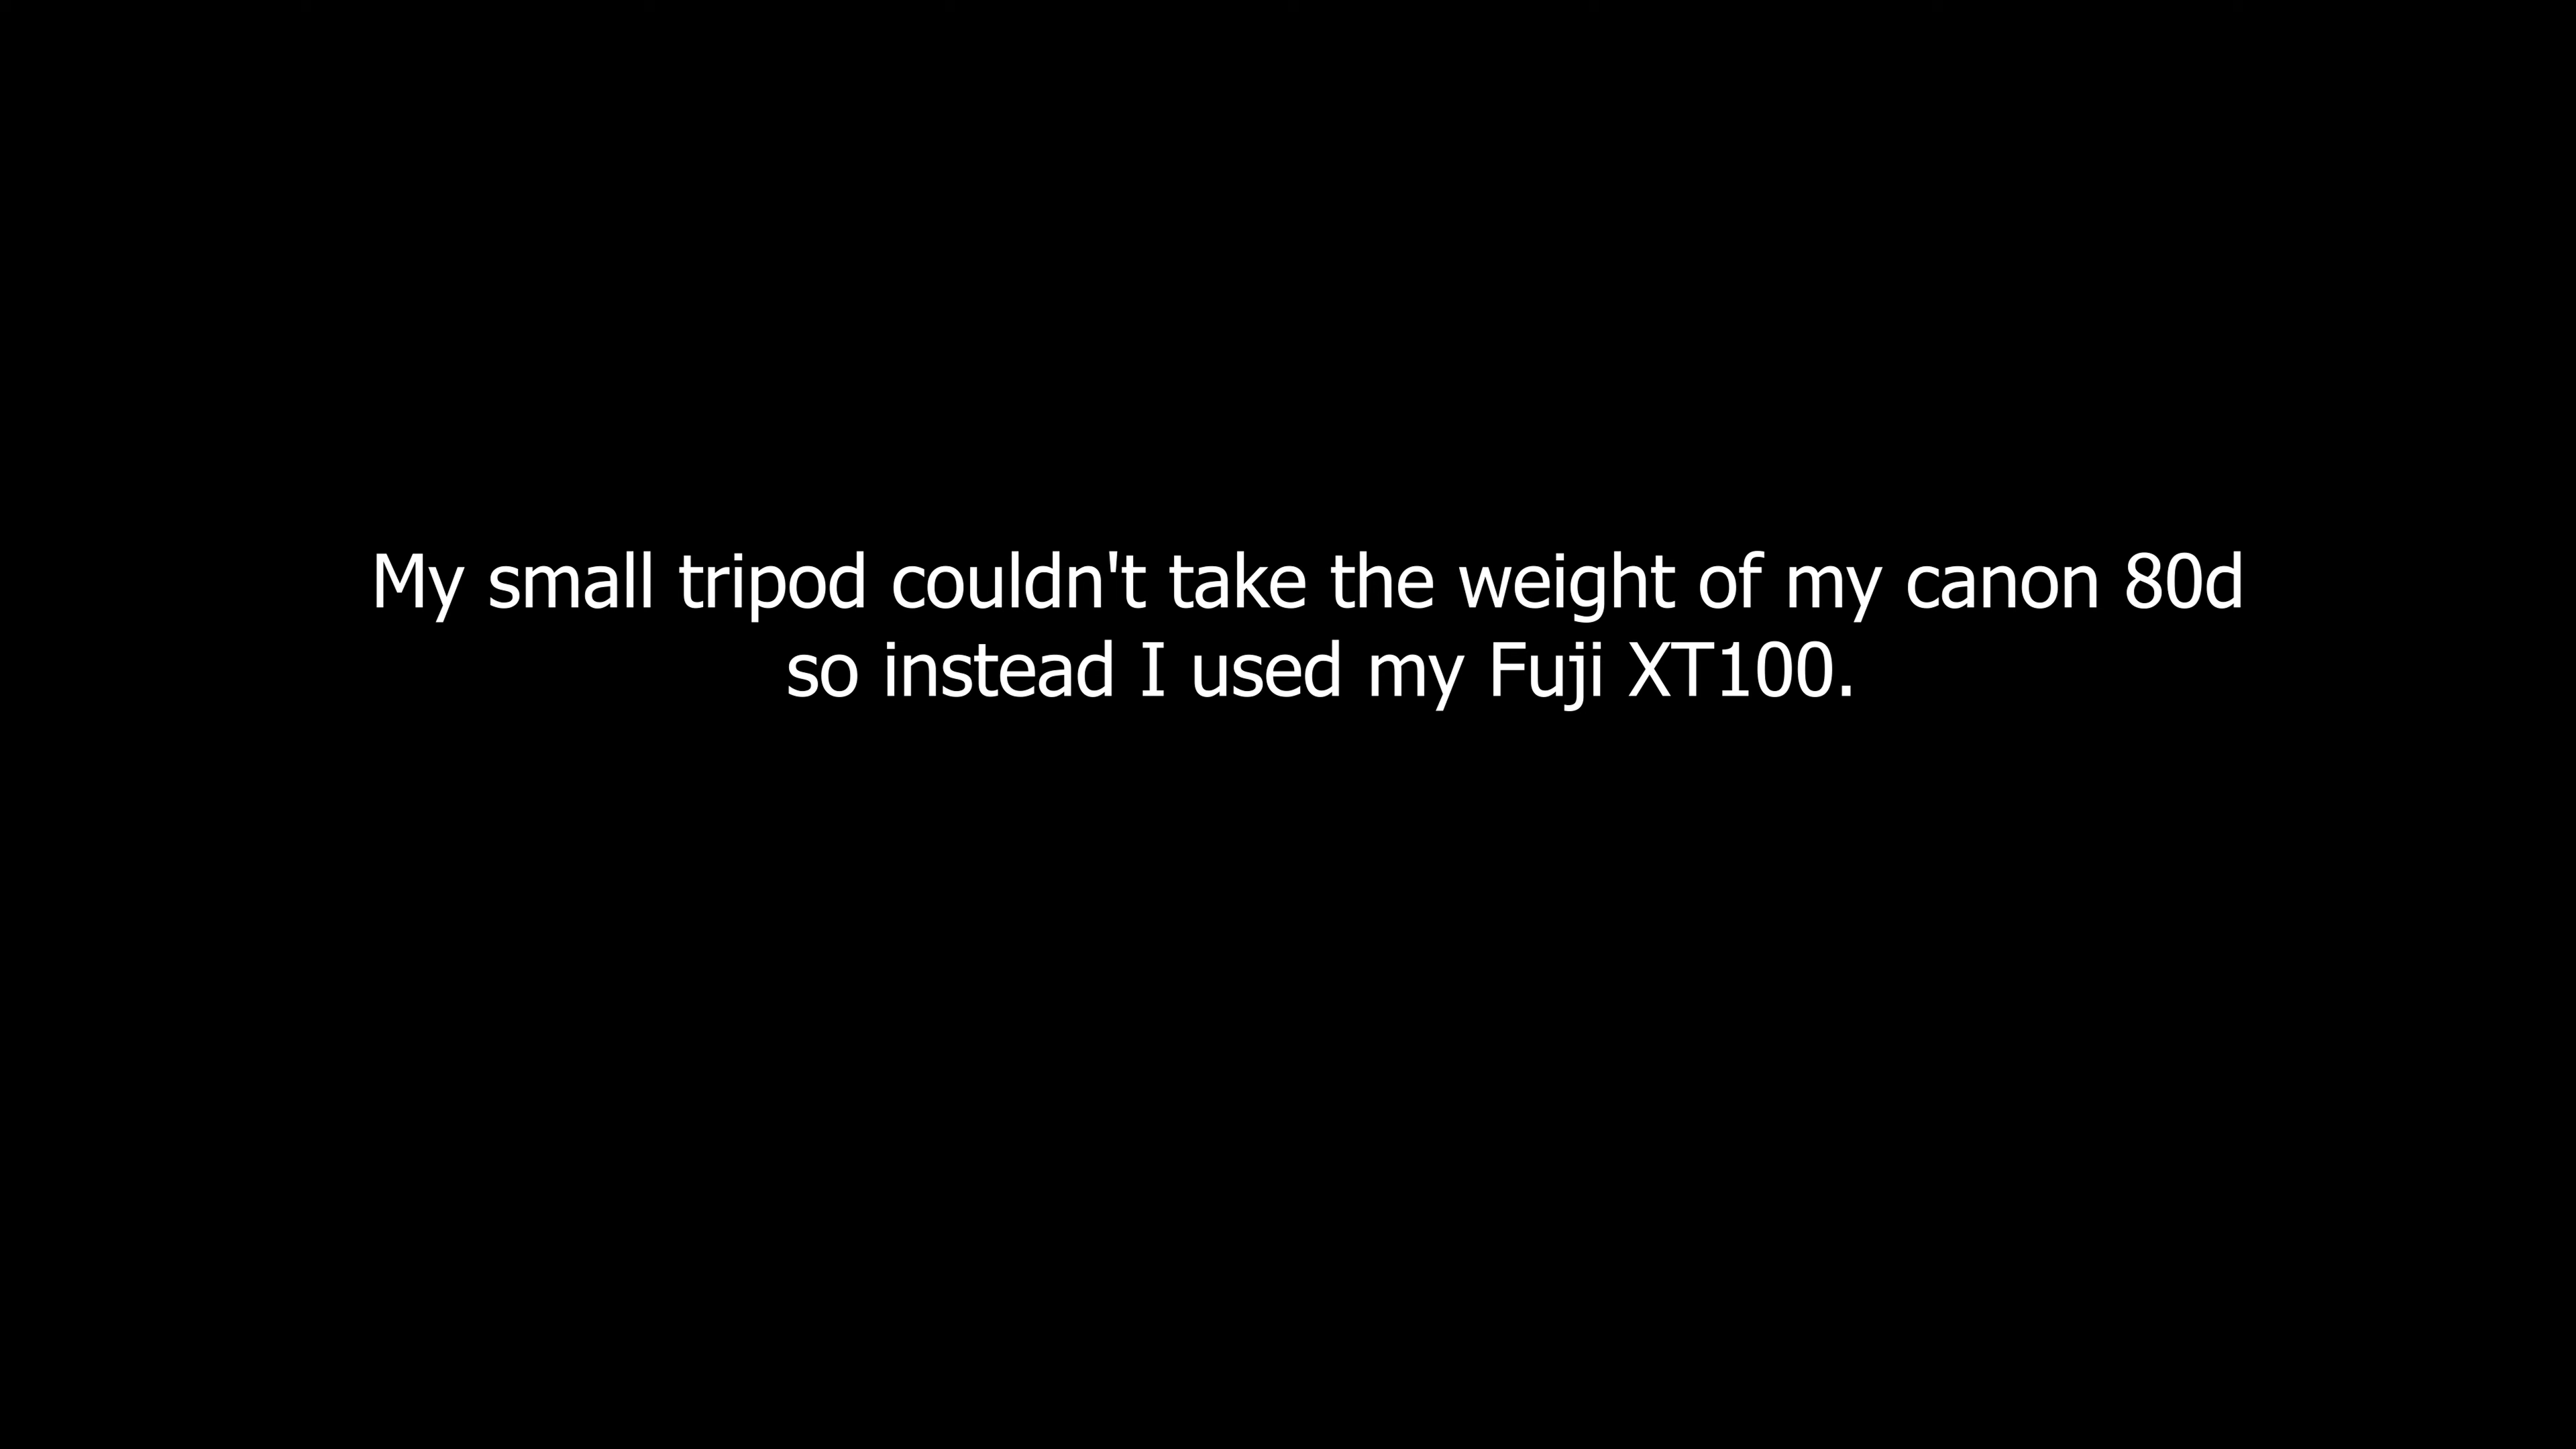 My small tripod couldn't take the weight of my canon 80d
so instead I used my Fuji XT100.